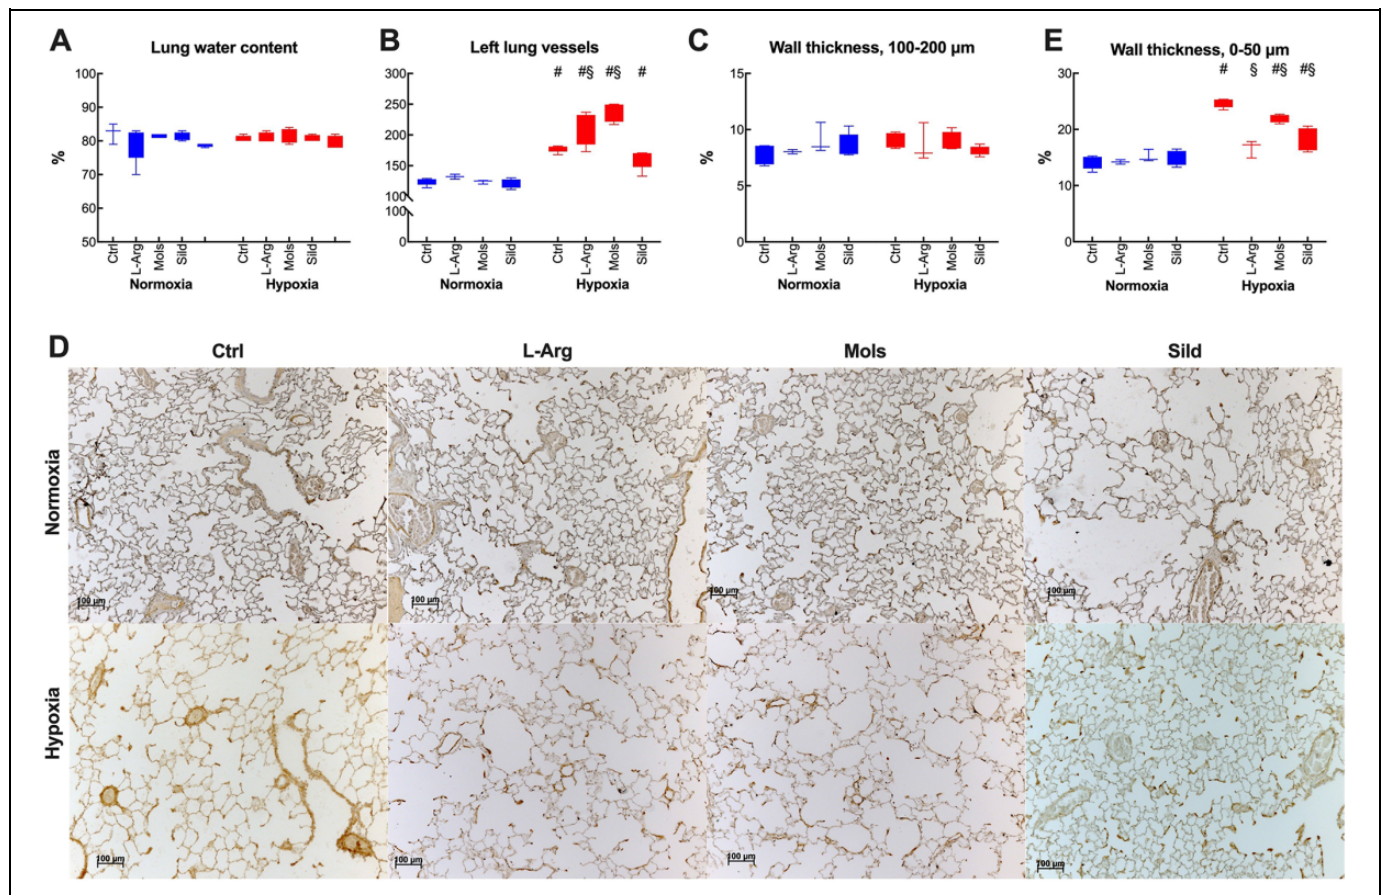 A Lung water content
%
100
90
80
70
60
50
Ctrl
L-Arg
Mols
Sild
Ctrl
L-Arg
Mols
Sild
Normoxia Hypoxia
B Left lung vessels
# #§ #§ #
300
250
200
150
100
100
0
Ctrl
L-Arg
Mols
Sild
Ctrl
L-Arg
Mols
Sild
Normoxia Hypoxia
C Wall thickness, 100-200 µm
%
15
10
5
0
Ctrl
L-Arg
Mols
Sild
Ctrl
L-Arg
Mols
Sild
Normoxia Hypoxia
E Wall thickness, 0-50 µm
# § #§ #§
%
30
20
10
0
Ctrl
L-Arg
Mols
Sild
Ctrl
L-Arg
Mols
Sild
Normoxia Hypoxia
D Ctrl L-Arg Mols Sild
Normoxia
100 µm 100 µm 100 µm 100 µm
Hypoxia
100 µm 100 µm 100 µm 100 µm